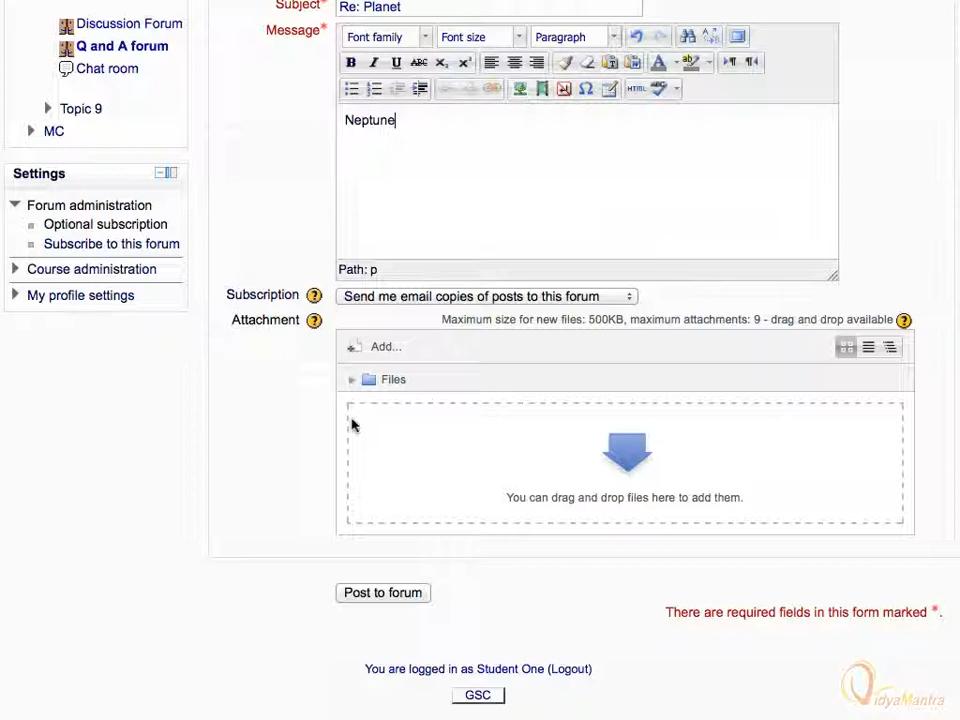 Subject*
Re: Planet
Discussion Forum
Q and A forum
Chat room
Topic 9
MC
Message*
Font family
Font size
Paragraph
B I U ABC X₂ X²
HTML
Neptune
Path: p
Settings
Forum administration
Optional subscription
Subscribe to this forum
Course administration
My profile settings
Subscription
Send me email copies of posts to this forum
Attachment
Maximum size for new files: 500KB, maximum attachments: 9 - drag and drop available
Add...
Files
You can drag and drop files here to add them.
Post to forum
There are required fields in this form marked *.
You are logged in as Student One (Logout)
GSC
VidyaMantra